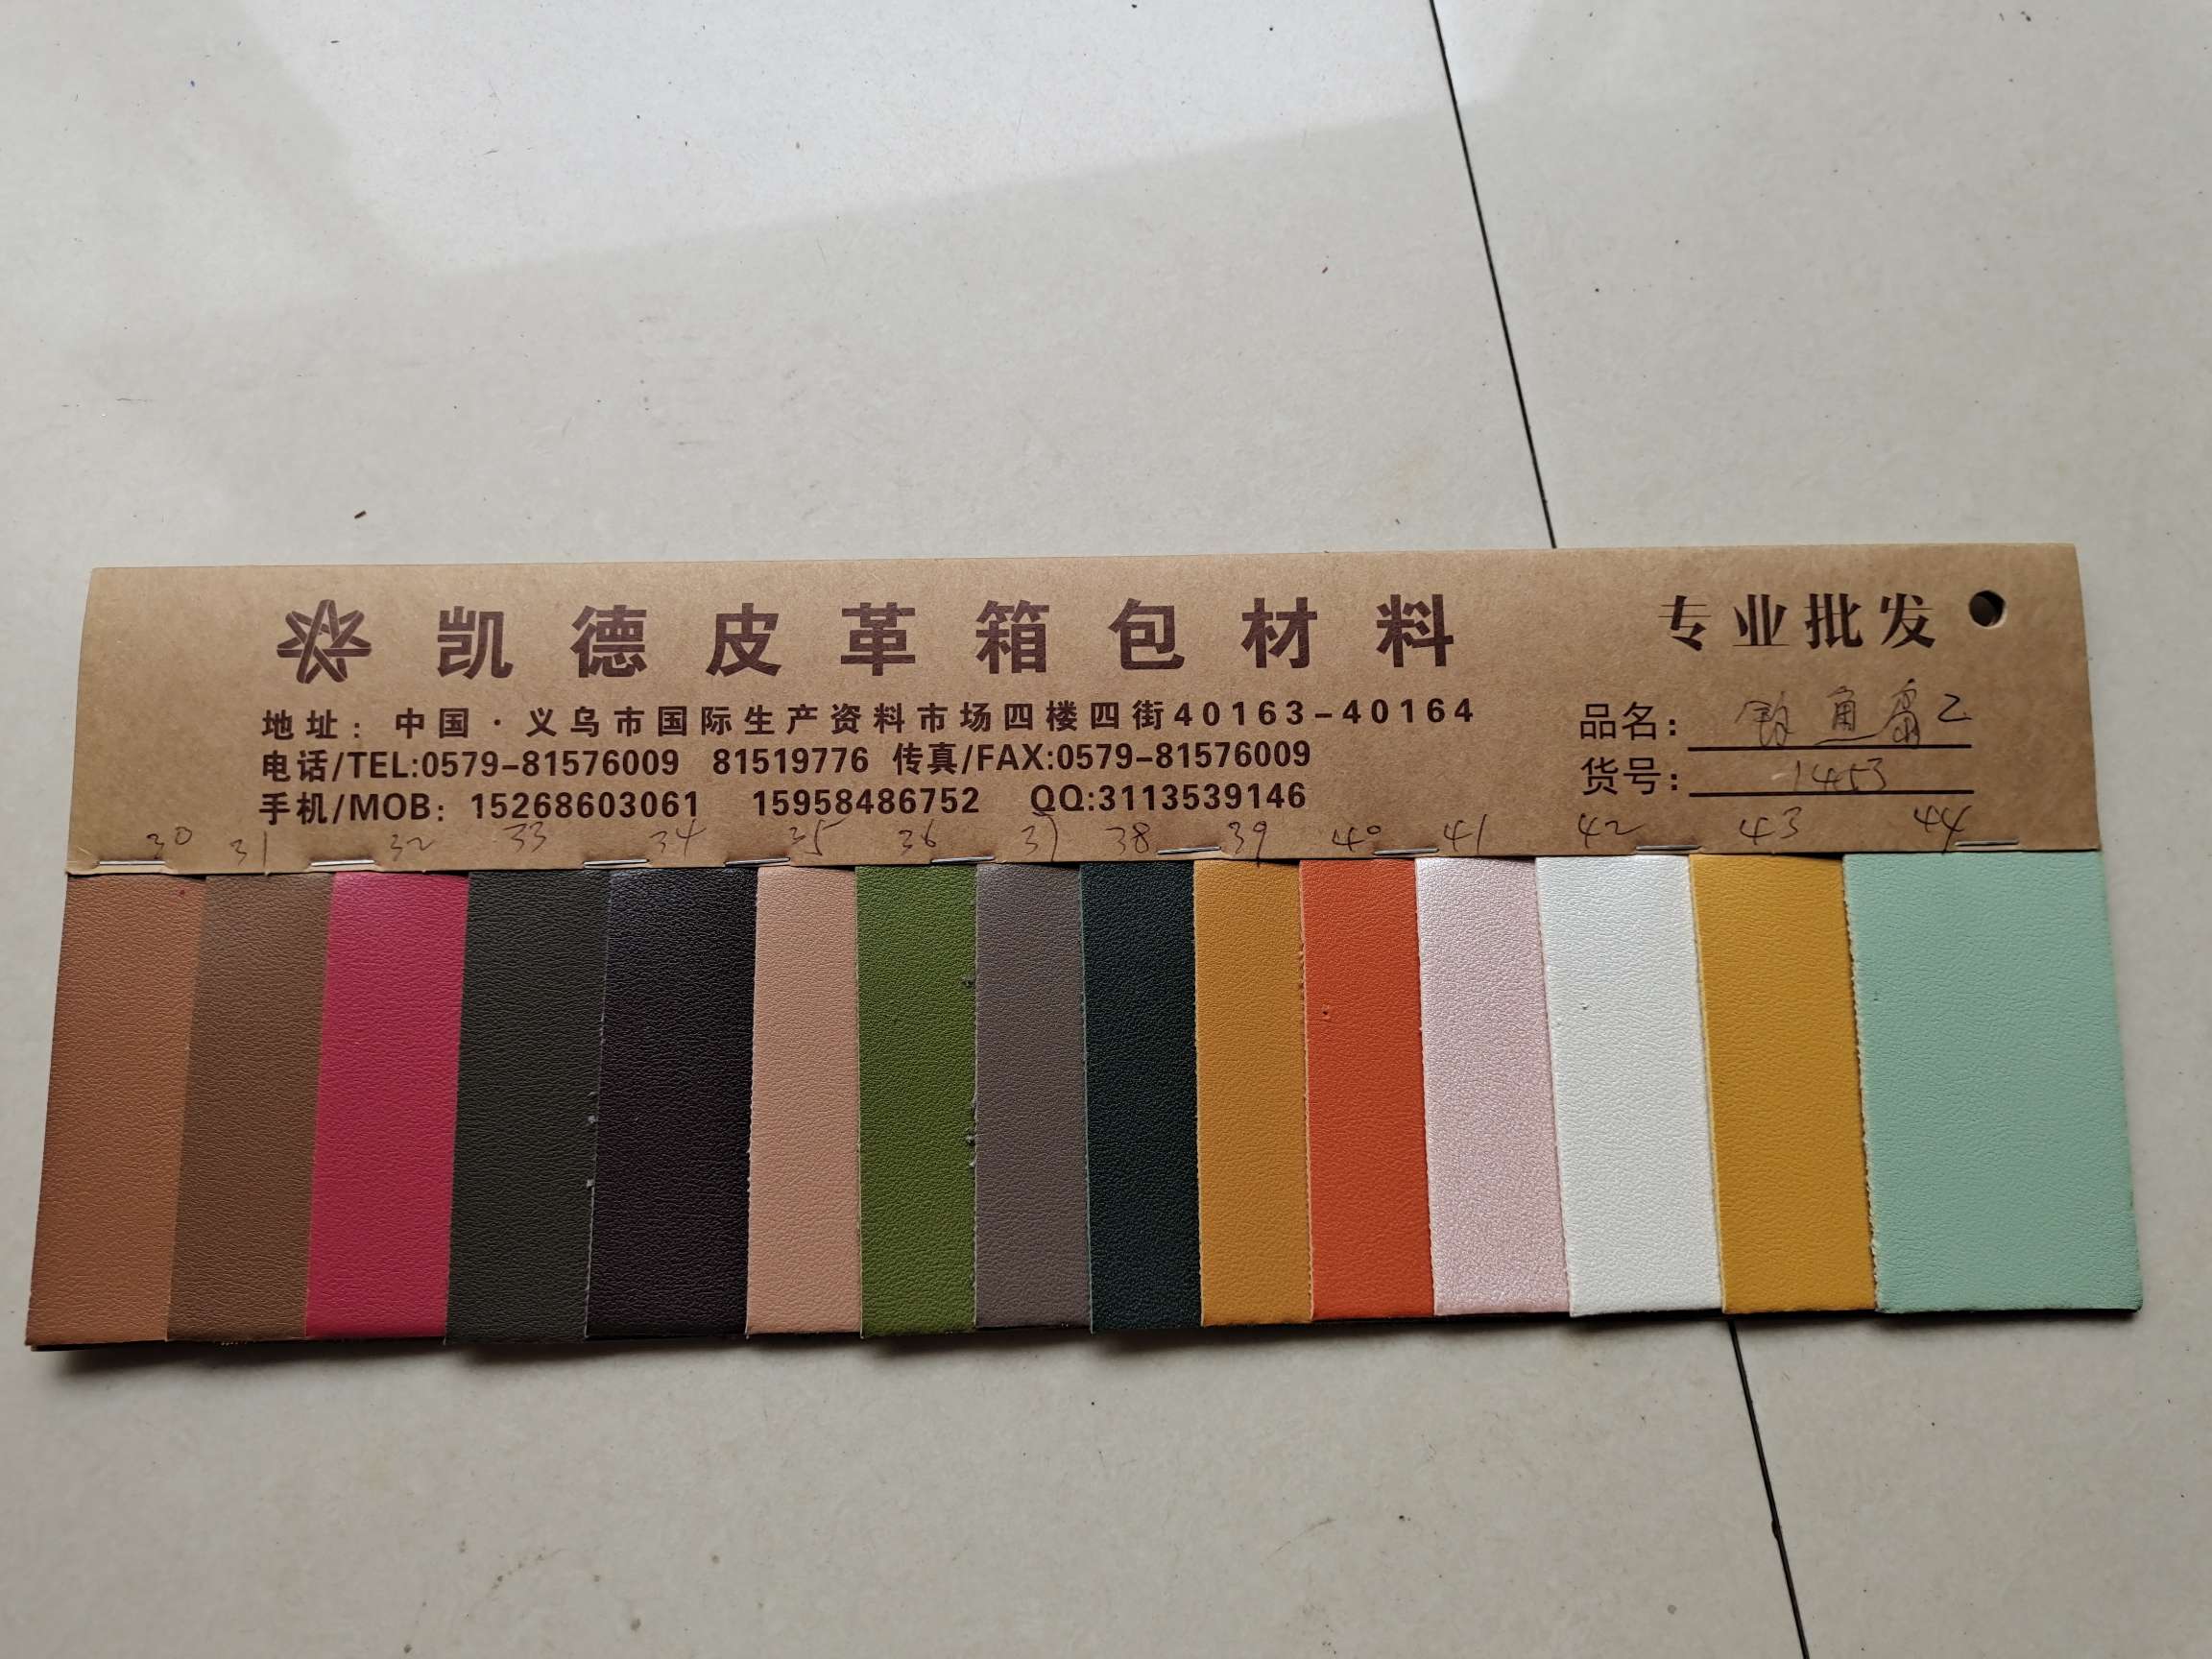 凯德皮革箱包材料
专业批发
地址：中国·义乌市国际生产资料市场四楼四街40163-40164
电话/TEL:0579-81576009 81519776 传真/FAX:0579-81576009
手机/MOB：15268603061 15958486752 QQ:3113539146
品名：
货号：1453
30 31 32 33 34 35 36 37 38 39 40 41 42 43 44